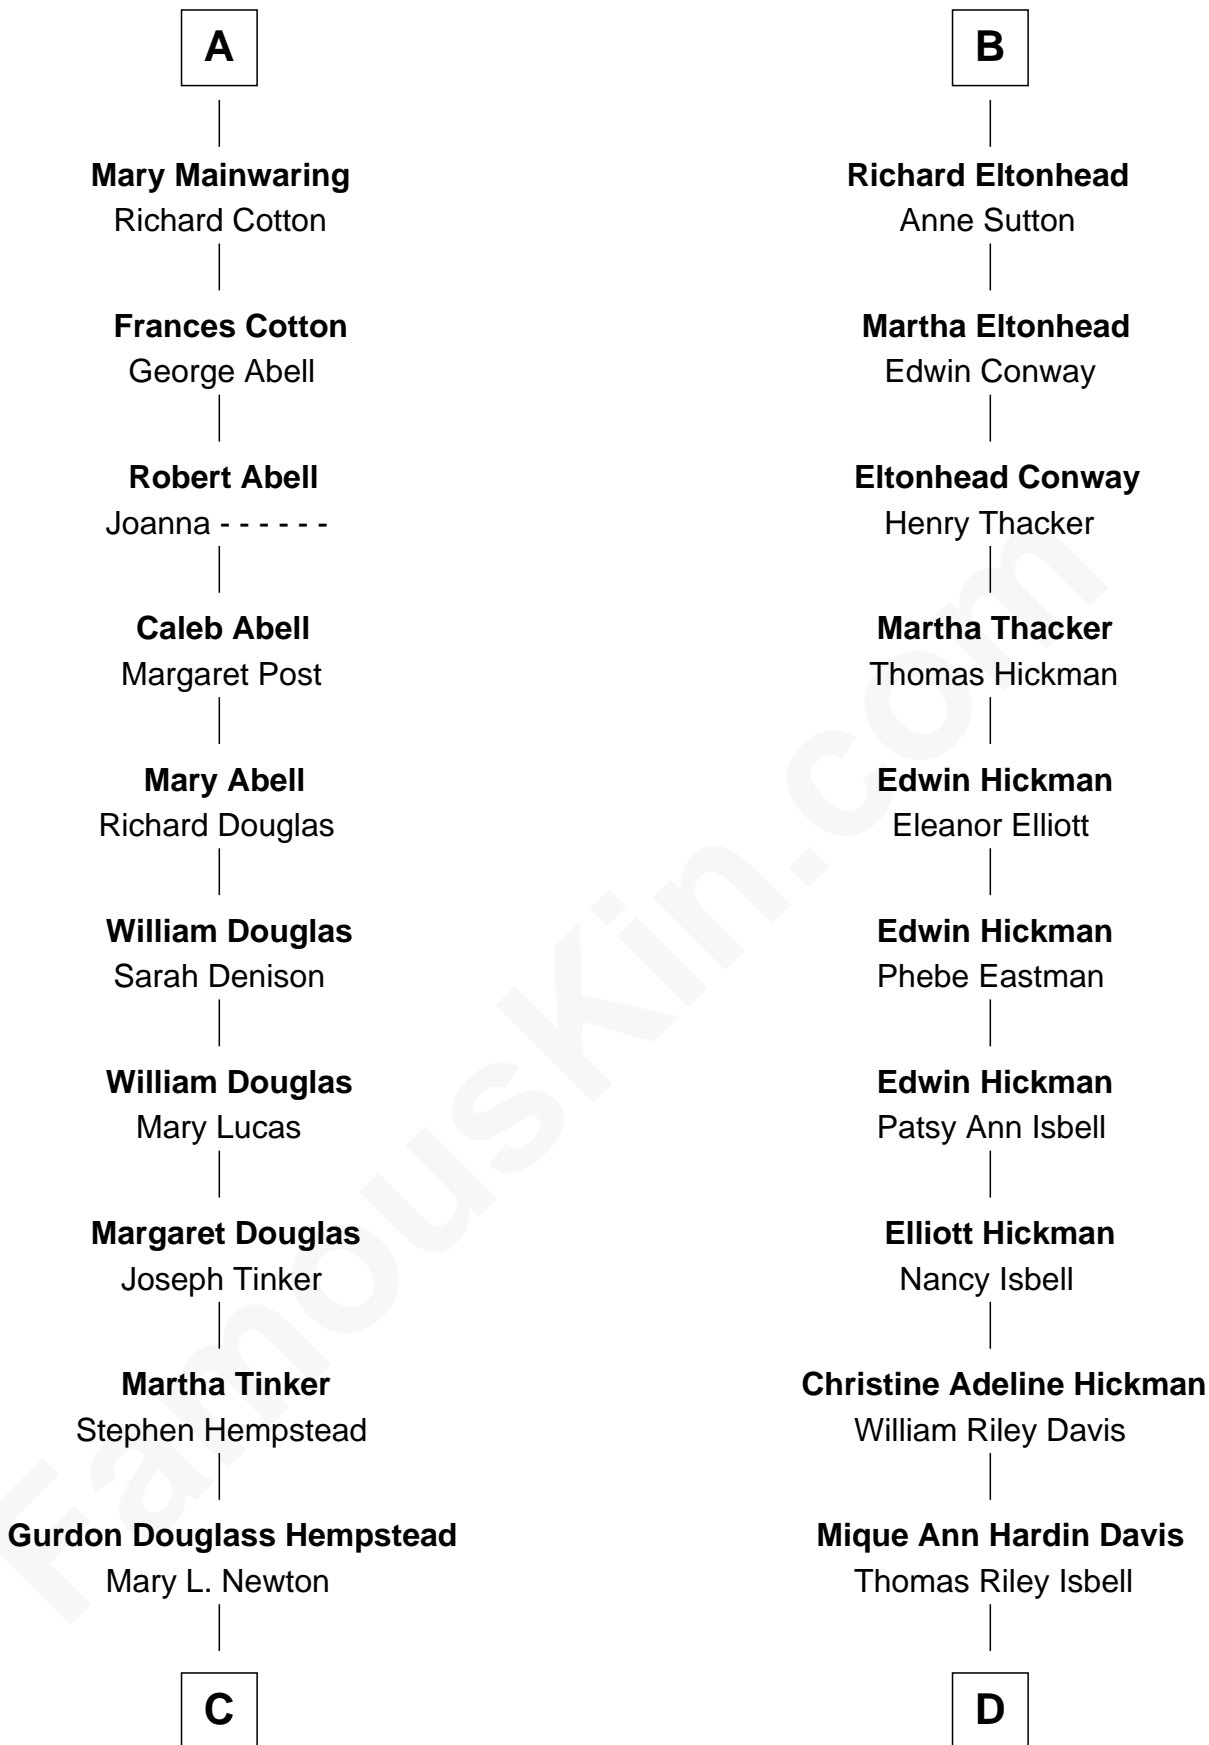 A
Mary Mainwaring
Richard Cotton
Frances Cotton
George Abell
Robert Abell
Joanna - - - - - -
Caleb Abell
Margaret Post
Mary Abell
Richard Douglas
William Douglas
Sarah Denison
William Douglas
Mary Lucas
Margaret Douglas
Joseph Tinker
Martha Tinker
Stephen Hempstead
Gurdon Douglass Hempstead
Mary L. Newton
C
B
Richard Eltonhead
Anne Sutton
Martha Eltonhead
Edwin Conway
Eltonhead Conway
Henry Thacker
Martha Thacker
Thomas Hickman
Edwin Hickman
Eleanor Elliott
Edwin Hickman
Phebe Eastman
Edwin Hickman
Patsy Ann Isbell
Elliott Hickman
Nancy Isbell
Christine Adeline Hickman
William Riley Davis
Mique Ann Hardin Davis
Thomas Riley Isbell
D
FamousKin.com